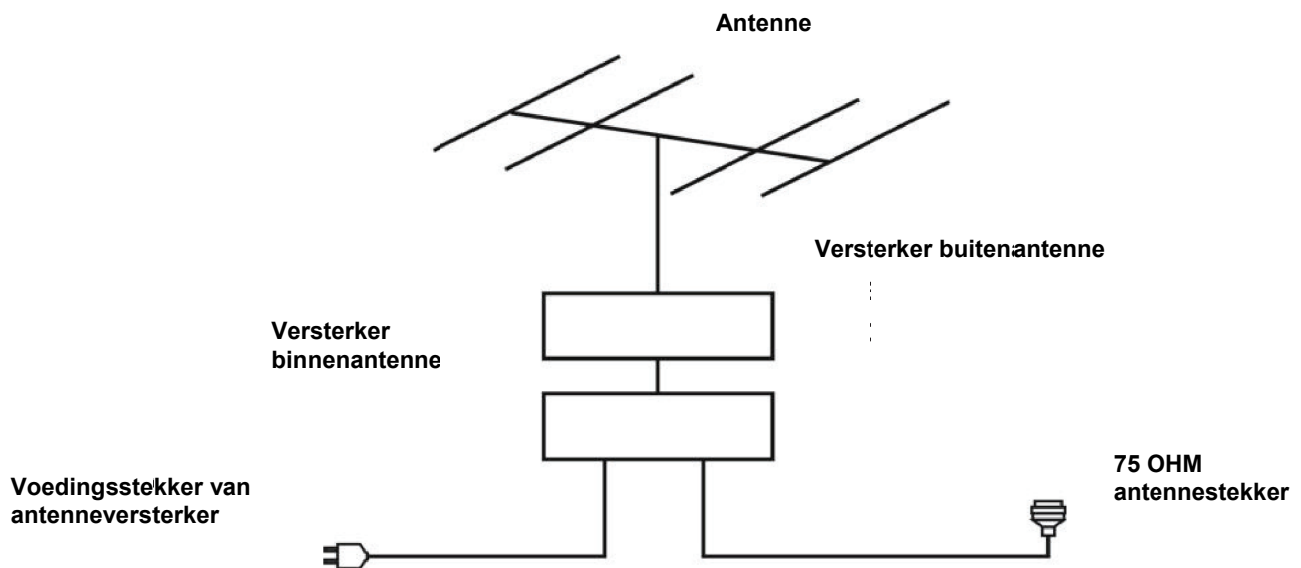 Antenne
Versterker buitenantenne
Versterker
binnenantenne
75 OHM
antennestekker
Voedingsstekker van
antenneversterker